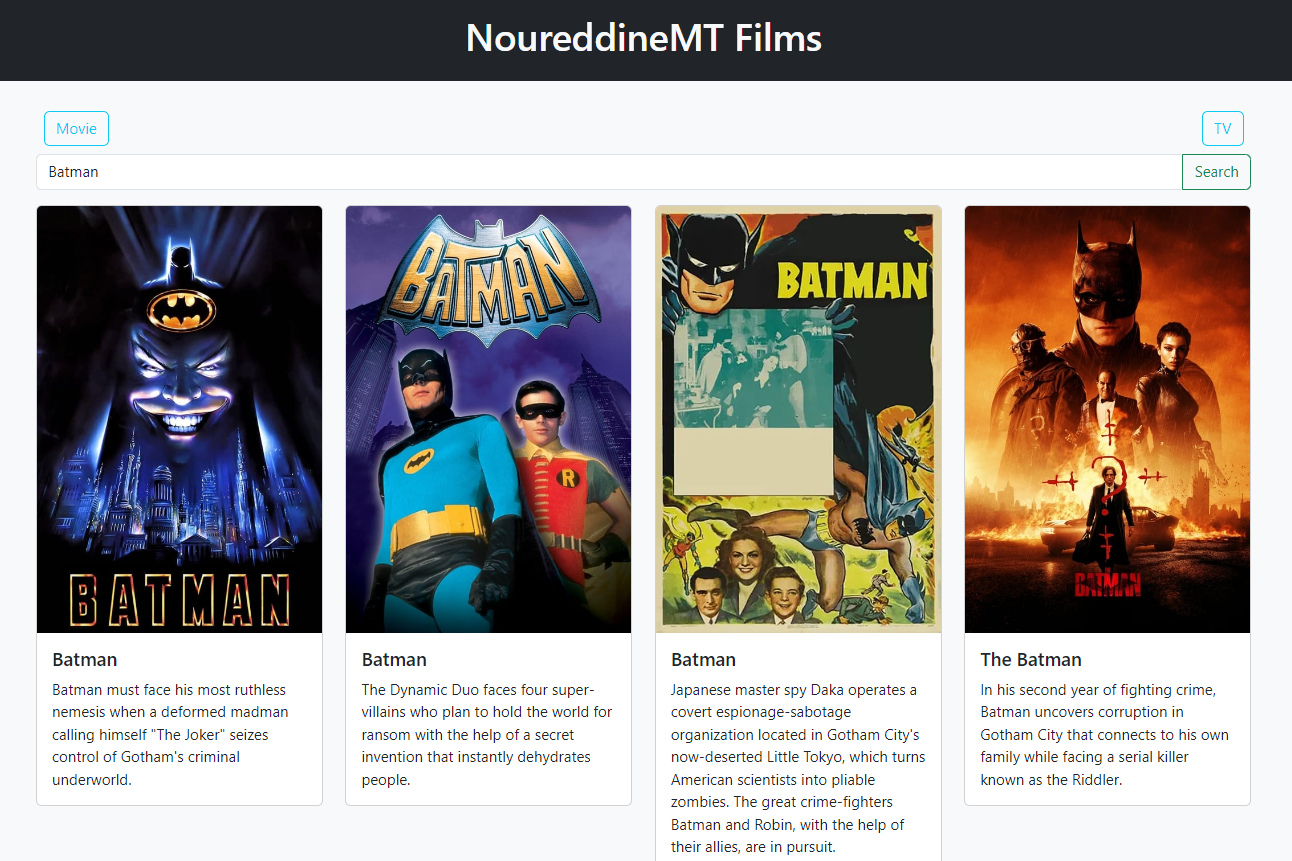 NoureddineMT Films
Movie
TV
Batman
Search
BATMAN
BATMAN
R
BATMAN
THE
BATMAN
Batman
Batman must face his most ruthless
nemesis when a deformed madman
calling himself "The Joker" seizes
control of Gotham's criminal
underworld.
Batman
The Dynamic Duo faces four super-
villains who plan to hold the world for
ransom with the help of a secret
invention that instantly dehydrates
people.
Batman
Japanese master spy Daka operates a
covert espionage-sabotage
organization located in Gotham City's
now-deserted Little Tokyo, which turns
American scientists into pliable
zombies. The great crime-fighters
Batman and Robin, with the help of
their allies, are in pursuit.
The Batman
In his second year of fighting crime,
Batman uncovers corruption in
Gotham City that connects to his own
family while facing a serial killer
known as the Riddler.